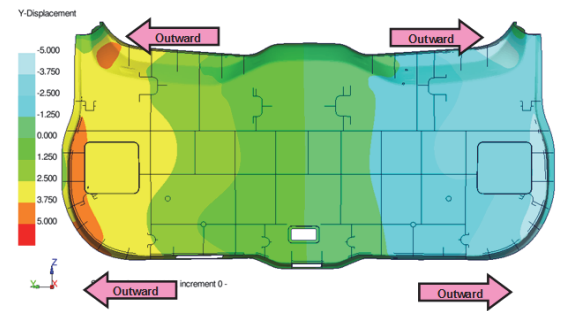 Y-Displacement
Outward
Outward
-5.000
-3.750
-2.500
-1.250
0.000
1.250
2.500
3.750
5.000
Z
Y
X
increment 0 -
Outward
Outward